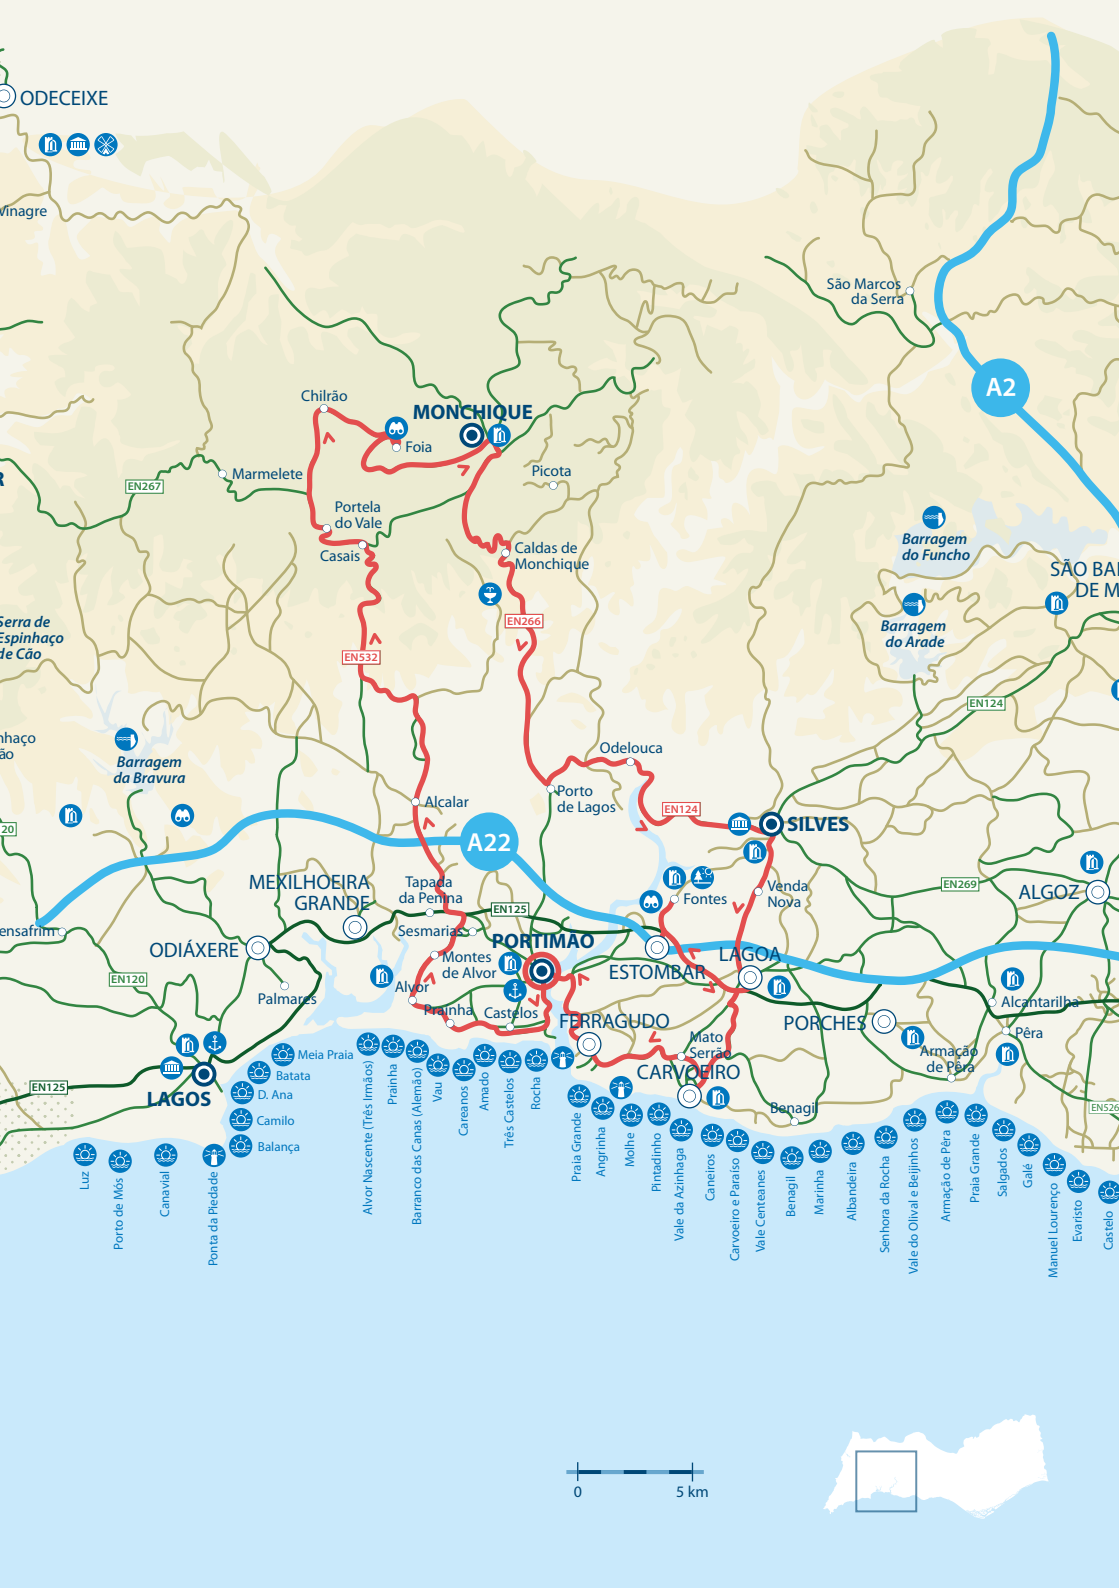 ODECEIXE
Vinagre
São Marcos
da Serra
A2
Chilrão
MONCHIQUE
Foia
Picota
Marmelete
EN267
Portela
do Vale
Casais
Caldas de
Monchique
Barragem
do Funcho
SÃO BA
DE M
Barragem
do Arade
Serra de
Espinhaço
de Cão
EN266
EN532
EN124
nhaço
ão
Barragem
da Bravura
Odelouca
Porto
de Lagos
Alcalar
EN124
SILVES
20
A22
MEXILHOEIRA
GRANDE
Tapada
da Penina
EN125
Fontes
Venda
Nova
EN269
ALGOZ
ensafrim
ODIÁXERE
Sesmarias
PORTIMÃO
Montes
de Alvor
ESTOMBAR
LAGOA
EN120
Palmares
Alvor
Prainha
Castelos
FERRAGUDO
PORCHES
Alcantarilha
Pêra
Mato
Serrão
Armação
de Pêra
CARVOEIRO
Benagil
EN526
EN125
LAGOS
Meia Praia
Batata
D. Ana
Camilo
Balança
Luz
Porto de Mós
Canavial
Ponta da Piedade
Alvor Nascente (Três Irmãos)
Prainha
Barranco das Canas (Alemão)
Vau
Careanos
Amado
Três Castelos
Rocha
Praia Grande
Angrinha
Molhe
Pintadinho
Vale da Azinhaga
Caneiros
Carvoeiro e Paraíso
Vale Centeanes
Benagil
Marinha
Albandeira
Senhora da Rocha
Vale do Olival e Beijinhos
Armação de Pêra
Praia Grande
Salgados
Galé
Manuel Lourenço
Evaristo
Castelo
0
5 km